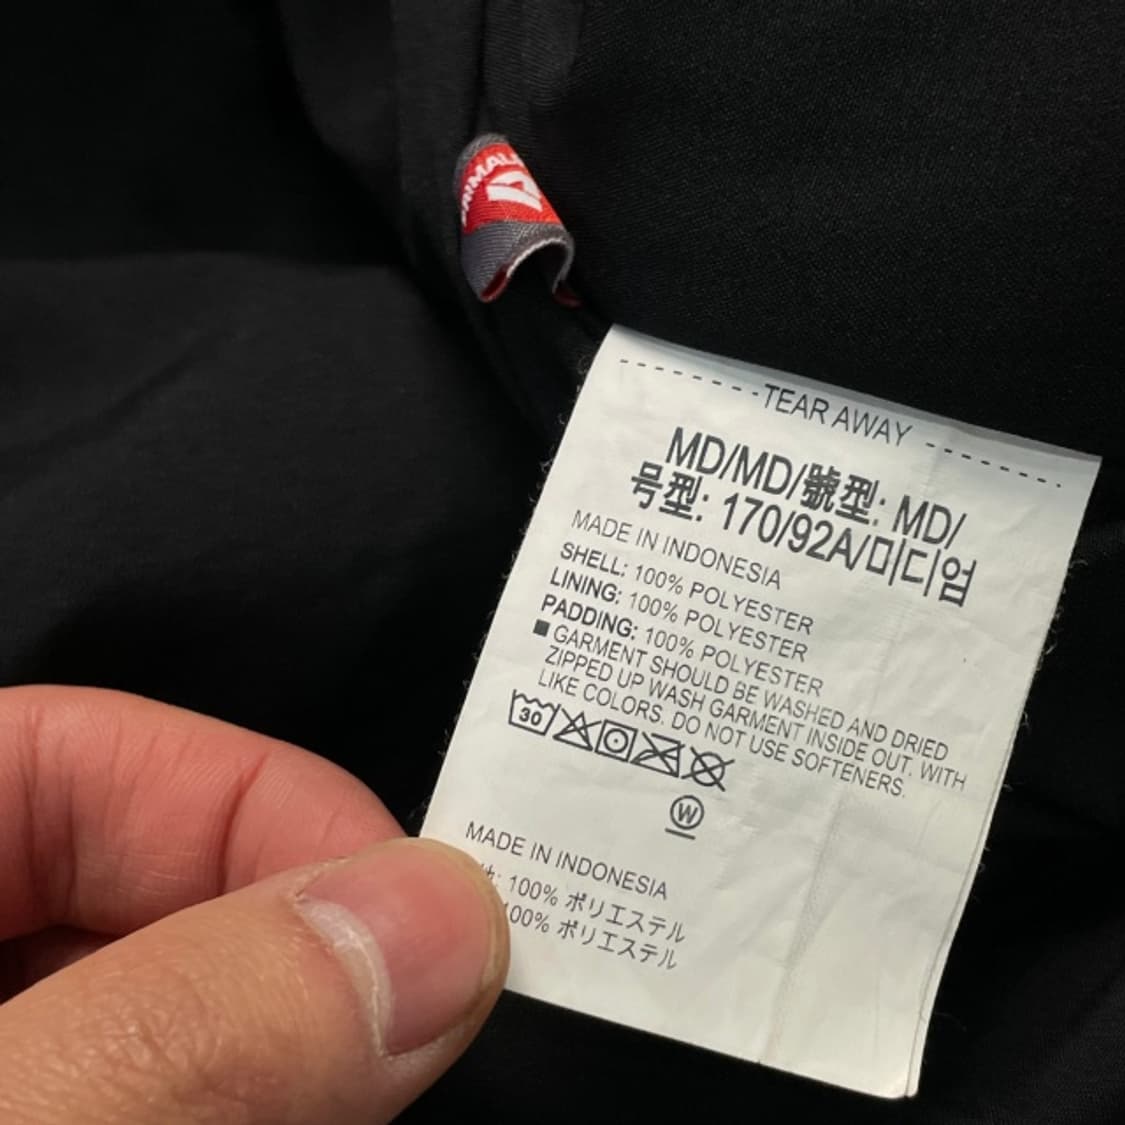 TEAR AWAY
MD/MD/號型: MD/
号型: 170/92A/미디엄
MADE IN INDONESIA
SHELL: 100% POLYESTER
LINING: 100% POLYESTER
PADDING: 100% POLYESTER
■ GARMENT SHOULD BE WASHED AND DRIED
ZIPPED UP WASH GARMENT INSIDE OUT. WITH
LIKE COLORS. DO NOT USE SOFTENERS.
30
W
MADE IN INDONESIA
100% ポリエステル
100% ポリエステル